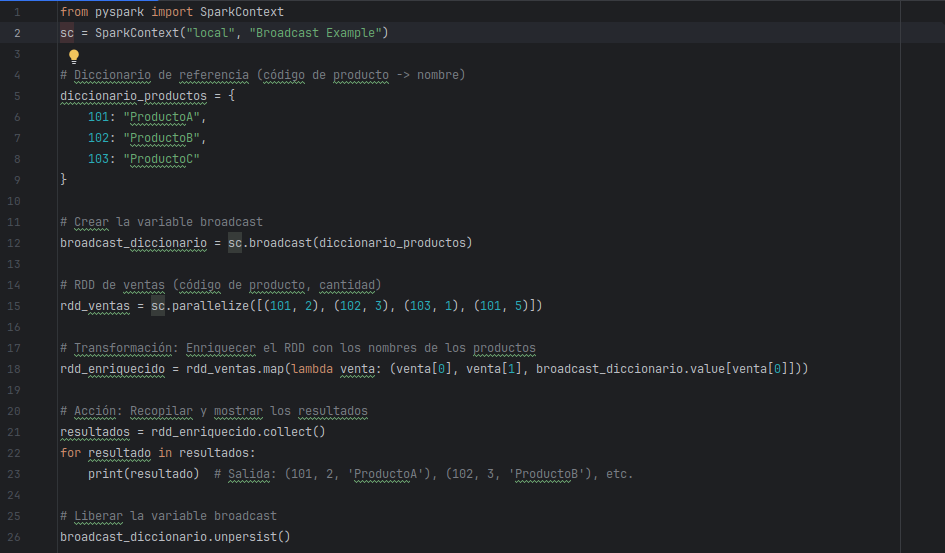 1 from pyspark import SparkContext
2 sc = SparkContext("local", "Broadcast Example")
3
4 # Diccionario de referencia (código de producto -> nombre)
5 diccionario_productos = {
6     101: "ProductoA",
7     102: "ProductoB",
8     103: "ProductoC"
9 }
10
11 # Crear la variable broadcast
12 broadcast_diccionario = sc.broadcast(diccionario_productos)
13
14 # RDD de ventas (código de producto, cantidad)
15 rdd_ventas = sc.parallelize([(101, 2), (102, 3), (103, 1), (101, 5)])
16
17 # Transformación: Enriquecer el RDD con los nombres de los productos
18 rdd_enriquecido = rdd_ventas.map(lambda venta: (venta[0], venta[1], broadcast_diccionario.value[venta[0]]))
19
20 # Acción: Recopilar y mostrar los resultados
21 resultados = rdd_enriquecido.collect()
22 for resultado in resultados:
23     print(resultado)  # Salida: (101, 2, 'ProductoA'), (102, 3, 'ProductoB'), etc.
24
25 # Liberar la variable broadcast
26 broadcast_diccionario.unpersist()